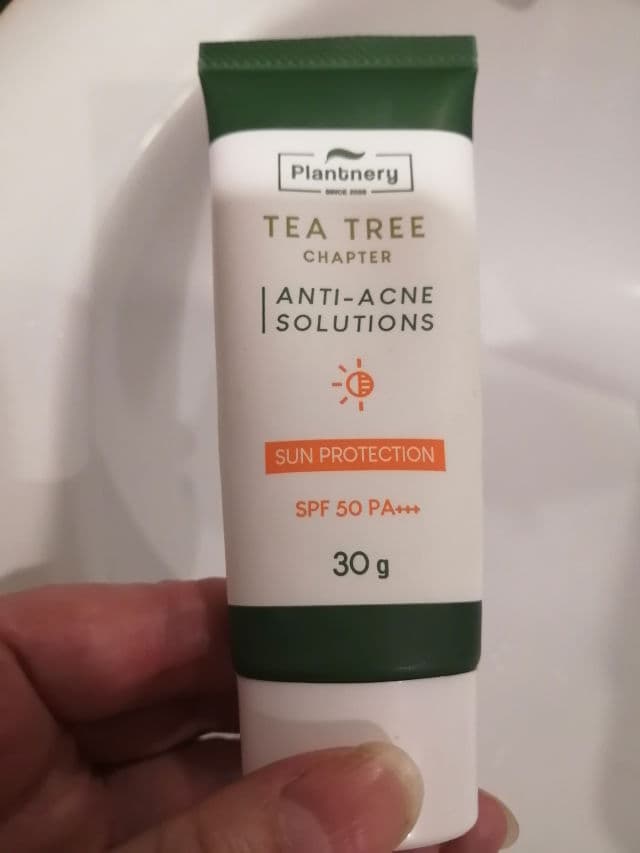 Plantnery
TEA TREE
CHAPTER
ANTI-ACNE
SOLUTIONS
SUN PROTECTION
SPF 50 PA+++
30 g